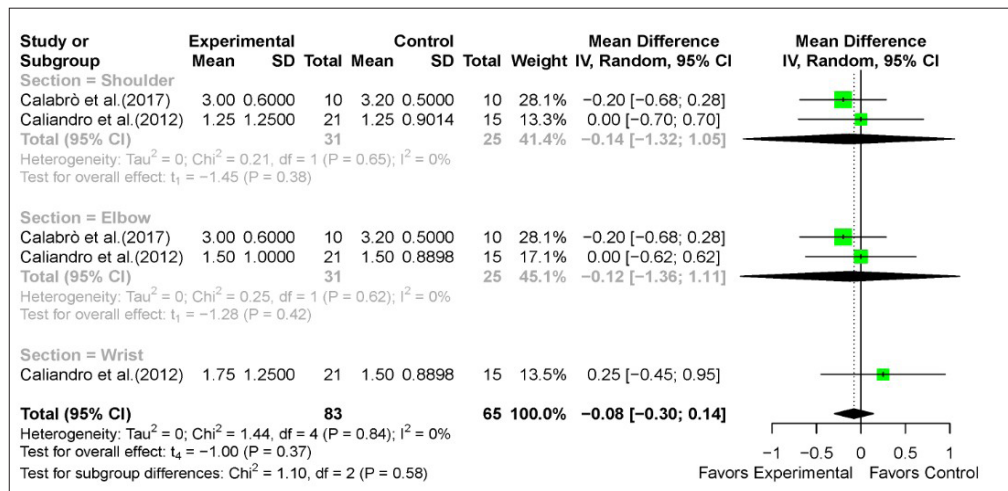 Study or Experimental Control Mean Difference Mean Difference
Subgroup Mean SD Total Mean SD Total Weight IV, Random, 95% CI IV, Random, 95% CI
Section = Shoulder
Calabrò et al.(2017) 3.00 0.6000 10 3.20 0.5000 10 28.1% −0.20 [−0.68; 0.28]
Caliandro et al.(2012) 1.25 1.2500 21 1.25 0.9014 15 13.3% 0.00 [−0.70; 0.70]
Total (95% CI) 31 25 41.4% −0.14 [−1.32; 1.05]
Heterogeneity: Tau² = 0; Chi² = 0.21, df = 1 (P = 0.65); I² = 0%
Test for overall effect: t₁ = −1.45 (P = 0.38)
Section = Elbow
Calabrò et al.(2017) 3.00 0.6000 10 3.20 0.5000 10 28.1% −0.20 [−0.68; 0.28]
Caliandro et al.(2012) 1.50 1.0000 21 1.50 0.8898 15 17.1% 0.00 [−0.62; 0.62]
Total (95% CI) 31 25 45.1% −0.12 [−1.36; 1.11]
Heterogeneity: Tau² = 0; Chi² = 0.25, df = 1 (P = 0.62); I² = 0%
Test for overall effect: t₁ = −1.28 (P = 0.42)
Section = Wrist
Caliandro et al.(2012) 1.75 1.2500 21 1.50 0.8898 15 13.5% 0.25 [−0.45; 0.95]
Total (95% CI) 83 65 100.0% −0.08 [−0.30; 0.14]
Heterogeneity: Tau² = 0; Chi² = 1.44, df = 4 (P = 0.84); I² = 0%
Test for overall effect: t₄ = −1.00 (P = 0.37)
Test for subgroup differences: Chi² = 1.10, df = 2 (P = 0.58)
−1 −0.5 0 0.5 1
Favors Experimental Favors Control